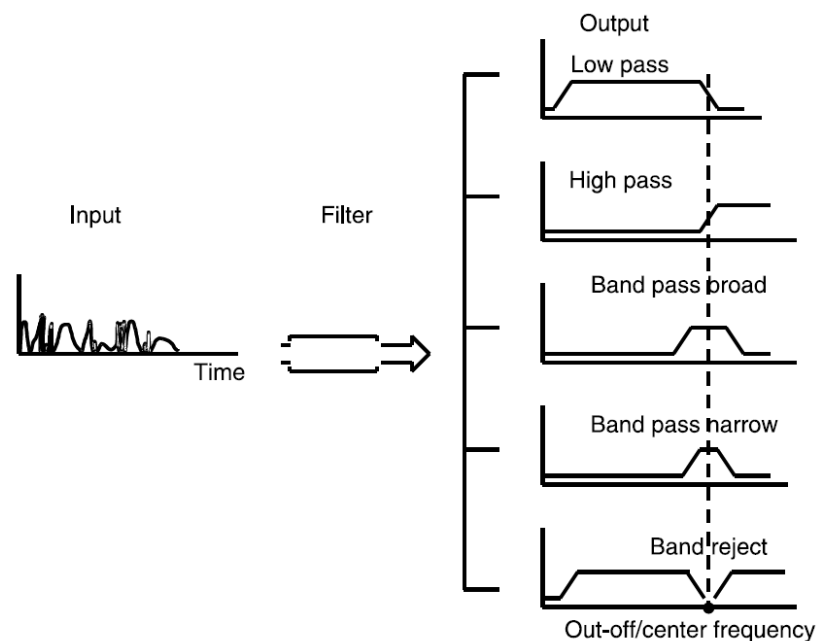 Output
Low pass
High pass
Input
Filter
Band pass broad
Time
Band pass narrow
Band reject
Out-off/center frequency